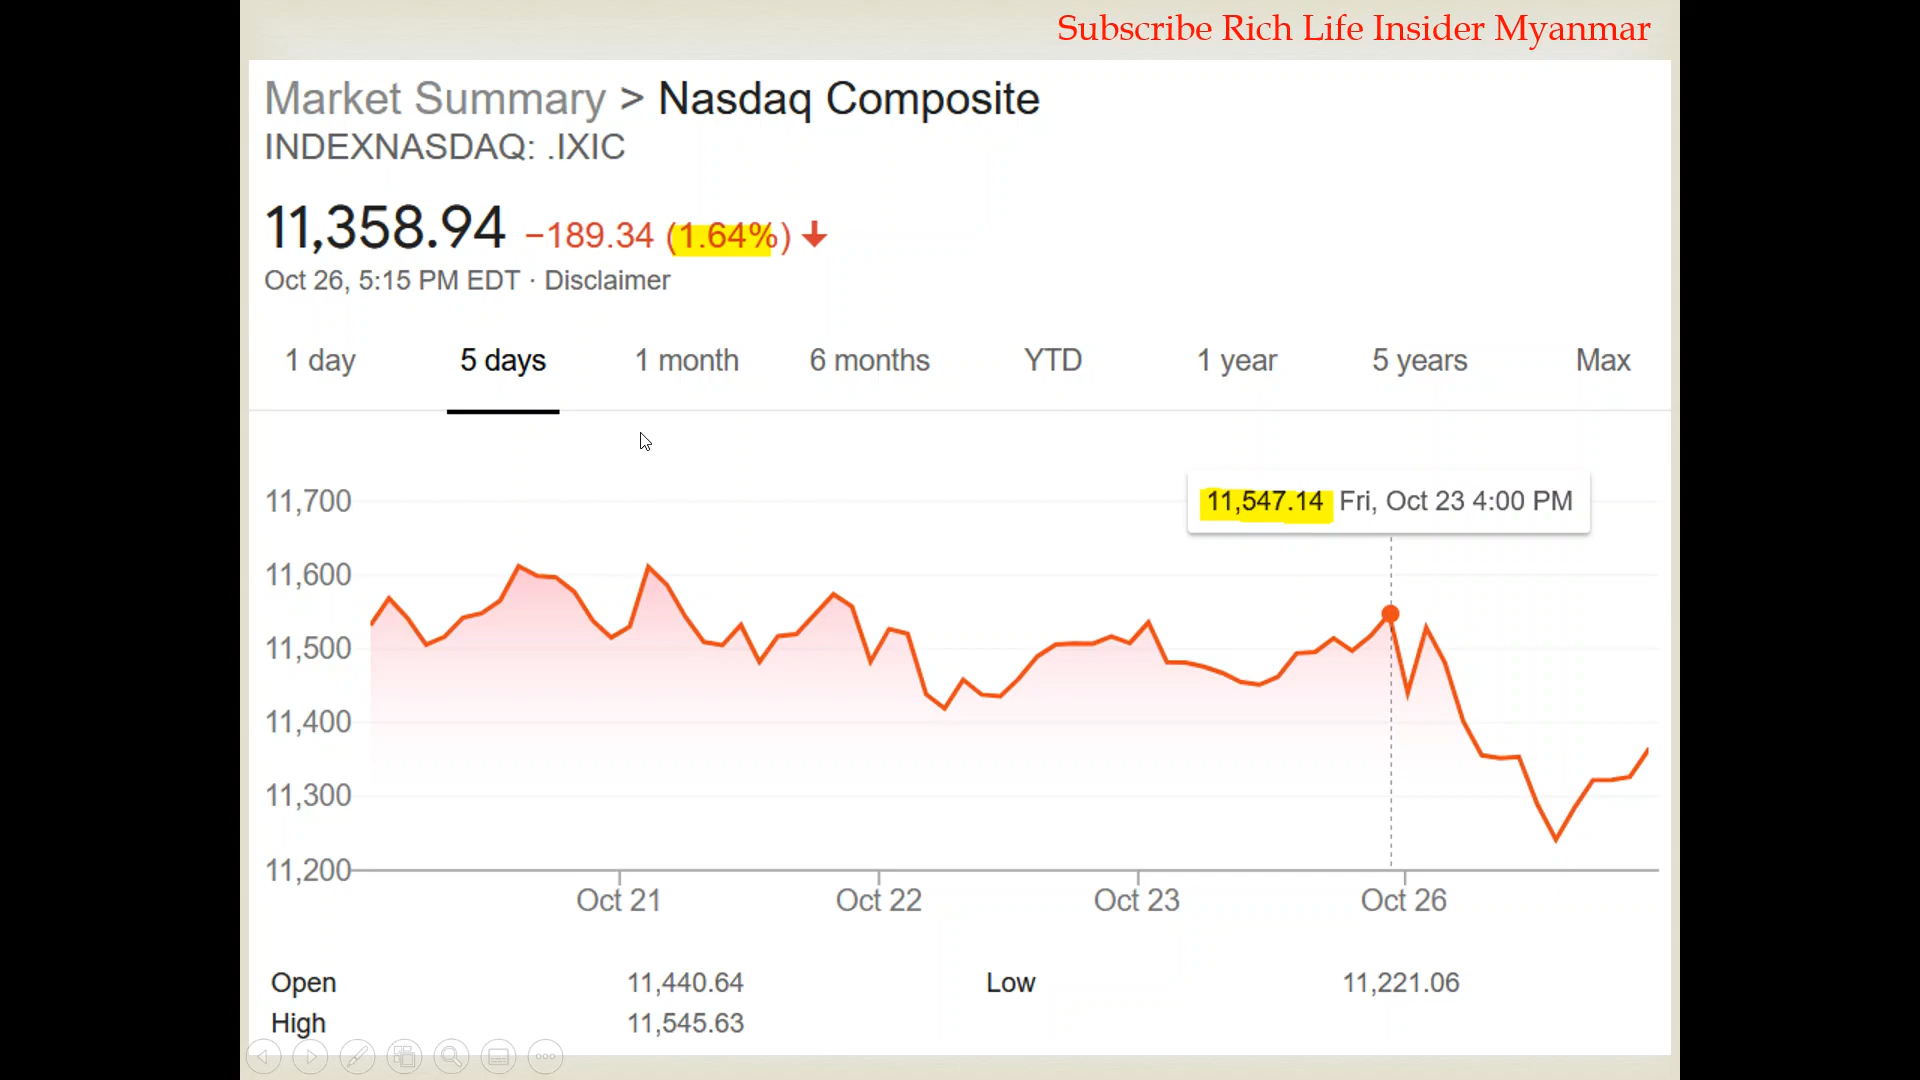 Subscribe Rich Life Insider Myanmar
Market Summary > Nasdaq Composite
INDEXNASDAQ: .IXIC
11,358.94 −189.34 (1.64%)
Oct 26, 5:15 PM EDT · Disclaimer
1 day 5 days 1 month 6 months YTD 1 year 5 years Max
11,547.14 Fri, Oct 23 4:00 PM
11,700
11,600
11,500
11,400
11,300
11,200
Oct 21 Oct 22 Oct 23 Oct 26
Open 11,440.64 Low 11,221.06
High 11,545.63